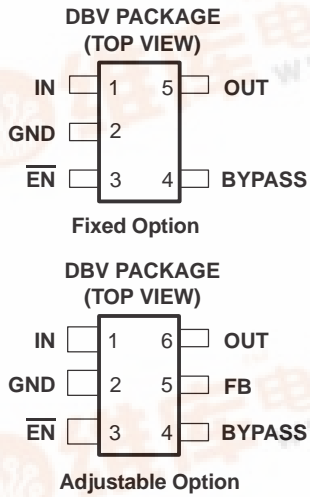 DBV PACKAGE
(TOP VIEW)
IN 1 5 OUT
GND 2
EN 3 4 BYPASS
Fixed Option
DBV PACKAGE
(TOP VIEW)
IN 1 6 OUT
GND 2 5 FB
EN 3 4 BYPASS
Adjustable Option